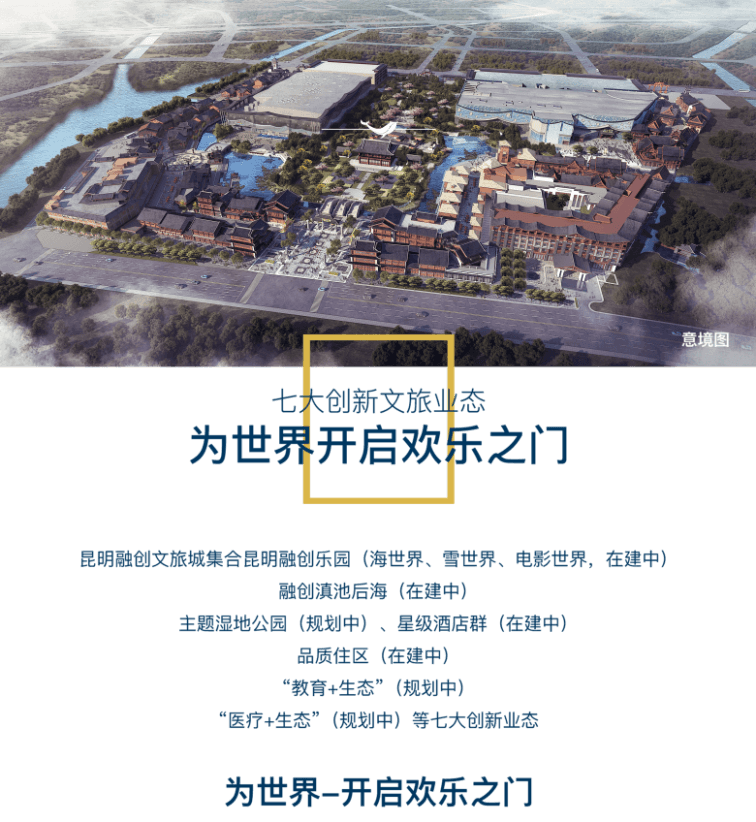 意境图
七大创新文旅业态
为世界开启欢乐之门
昆明融创文旅城集合昆明融创乐园（海世界、雪世界、电影世界，在建中）
融创滇池后海（在建中）
主题湿地公园（规划中）、星级酒店群（在建中）
品质住区（在建中）
“教育+生态”（规划中）
“医疗+生态”（规划中）等七大创新业态
为世界–开启欢乐之门